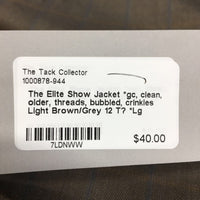 The Tack Collector
1000878-944
The Elite Show Jacket *gc, clean,
older, threads, bubbled, crinkles
Light Brown/Grey 12 T? *Lg
7LDNWW
$40.00